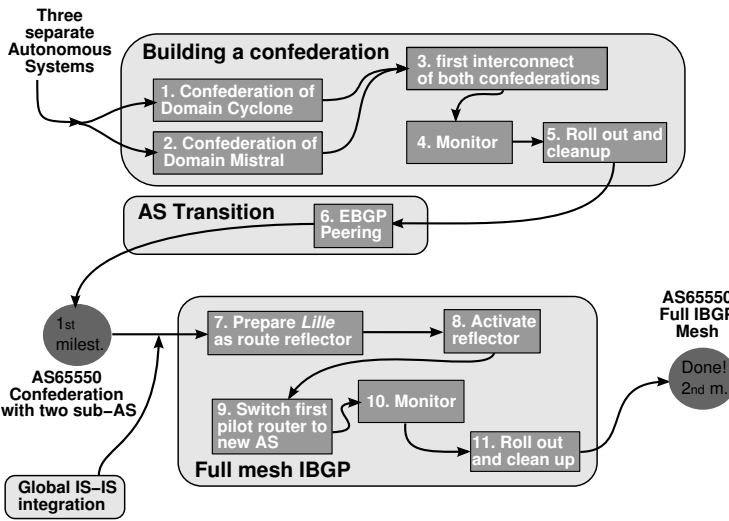 Three
separate
Autonomous
Systems
Building a confederation
1. Confederation of
Domain Cyclone
2. Confederation of
Domain Mistral
3. first interconnect
of both confederations
4. Monitor
5. Roll out and
cleanup
AS Transition
6. EBGP
Peering
1st
milest.
AS65550
Confederation
with two sub−AS
Global IS−IS
integration
7. Prepare Lille
as route reflector
8. Activate
reflector
9. Switch first
pilot router to
new AS
10. Monitor
11. Roll out
and clean up
Full mesh IBGP
AS65550
Full IBGP
Mesh
Done!
2nd m.